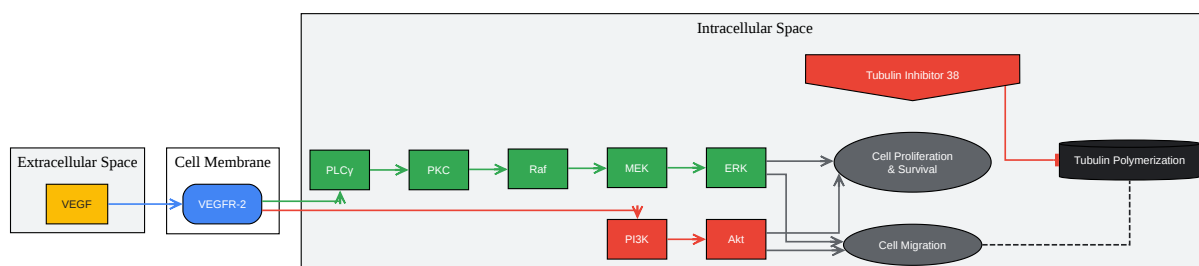 Intracellular Space
Tubulin Inhibitor 38
Extracellular Space
VEGF
Cell Membrane
VEGFR-2
PLCγ
PKC
Raf
MEK
ERK
Cell Proliferation
& Survival
Tubulin Polymerization
PI3K
Akt
Cell Migration